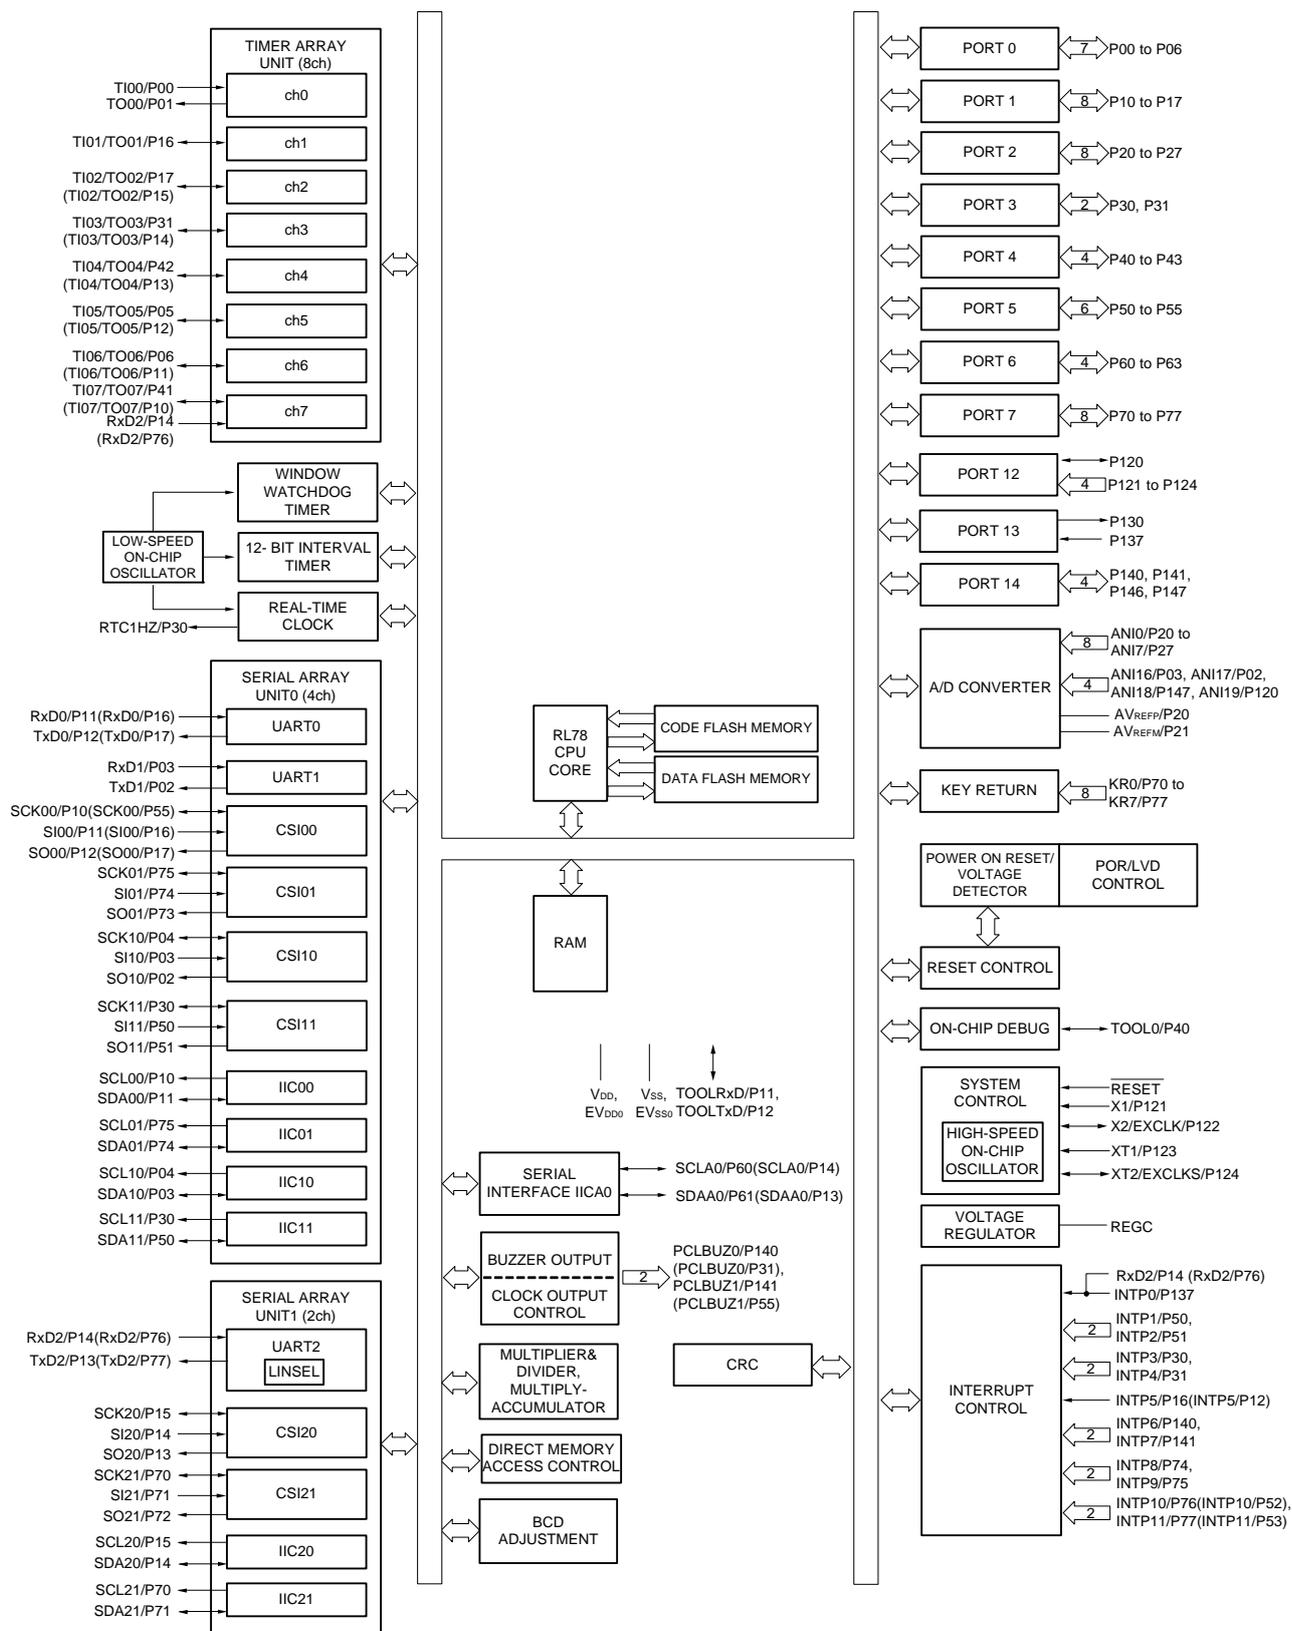 TIMER ARRAY
UNIT (8ch)
TI00/P00
TO00/P01
ch0
TI01/TO01/P16
ch1
TI02/TO02/P17
(TI02/TO02/P15)
ch2
TI03/TO03/P31
(TI03/TO03/P14)
ch3
TI04/TO04/P42
(TI04/TO04/P13)
ch4
TI05/TO05/P05
(TI05/TO05/P12)
ch5
TI06/TO06/P06
(TI06/TO06/P11)
ch6
TI07/TO07/P41
(TI07/TO07/P10)
RxD2/P14
(RxD2/P76)
ch7
WINDOW
WATCHDOG
TIMER
LOW-SPEED
ON-CHIP
OSCILLATOR
12- BIT INTERVAL
TIMER
REAL-TIME
CLOCK
RTC1HZ/P30
SERIAL ARRAY
UNIT0 (4ch)
RxD0/P11(RxD0/P16)
TxD0/P12(TxD0/P17)
UART0
RxD1/P03
TxD1/P02
UART1
SCK00/P10(SCK00/P55)
SI00/P11(SI00/P16)
SO00/P12(SO00/P17)
CSI00
SCK01/P75
SI01/P74
SO01/P73
CSI01
SCK10/P04
SI10/P03
SO10/P02
CSI10
SCK11/P30
SI11/P50
SO11/P51
CSI11
SCL00/P10
SDA00/P11
IIC00
SCL01/P75
SDA01/P74
IIC01
SCL10/P04
SDA10/P03
IIC10
SCL11/P30
SDA11/P50
IIC11
SERIAL ARRAY
UNIT1 (2ch)
RxD2/P14(RxD2/P76)
TxD2/P13(TxD2/P77)
UART2
LINSEL
SCK20/P15
SI20/P14
SO20/P13
CSI20
SCK21/P70
SI21/P71
SO21/P72
CSI21
SCL20/P15
SDA20/P14
IIC20
SCL21/P70
SDA21/P71
IIC21
RL78
CPU
CORE
CODE FLASH MEMORY
DATA FLASH MEMORY
RAM
VDD,
EVDD0
VSS,
EVSS0
TOOLRxD/P11,
TOOLTxD/P12
SERIAL
INTERFACE IICA0
SCLA0/P60(SCLA0/P14)
SDAA0/P61(SDAA0/P13)
BUZZER OUTPUT
CLOCK OUTPUT
CONTROL
2
PCLBUZ0/P140
(PCLBUZ0/P31),
PCLBUZ1/P141
(PCLBUZ1/P55)
MULTIPLIER&
DIVIDER,
MULTIPLY-
ACCUMULATOR
CRC
DIRECT MEMORY
ACCESS CONTROL
BCD
ADJUSTMENT
PORT 0
7
P00 to P06
PORT 1
8
P10 to P17
PORT 2
8
P20 to P27
PORT 3
2
P30, P31
PORT 4
4
P40 to P43
PORT 5
6
P50 to P55
PORT 6
4
P60 to P63
PORT 7
8
P70 to P77
PORT 12
P120
4
P121 to P124
PORT 13
P130
P137
PORT 14
4
P140, P141,
P146, P147
A/D CONVERTER
8
ANI0/P20 to
ANI7/P27
4
ANI16/P03, ANI17/P02,
ANI18/P147, ANI19/P120
AVREFP/P20
AVREFM/P21
KEY RETURN
8
KR0/P70 to
KR7/P77
POWER ON RESET/
VOLTAGE
DETECTOR
POR/LVD
CONTROL
RESET CONTROL
ON-CHIP DEBUG
TOOL0/P40
SYSTEM
CONTROL
HIGH-SPEED
ON-CHIP
OSCILLATOR
RESET
X1/P121
X2/EXCLK/P122
XT1/P123
XT2/EXCLKS/P124
VOLTAGE
REGULATOR
REGC
INTERRUPT
CONTROL
RxD2/P14 (RxD2/P76)
INTP0/P137
2
INTP1/P50,
INTP2/P51
2
INTP3/P30,
INTP4/P31
INTP5/P16(INTP5/P12)
2
INTP6/P140,
INTP7/P141
2
INTP8/P74,
INTP9/P75
2
INTP10/P76(INTP10/P52),
INTP11/P77(INTP11/P53)